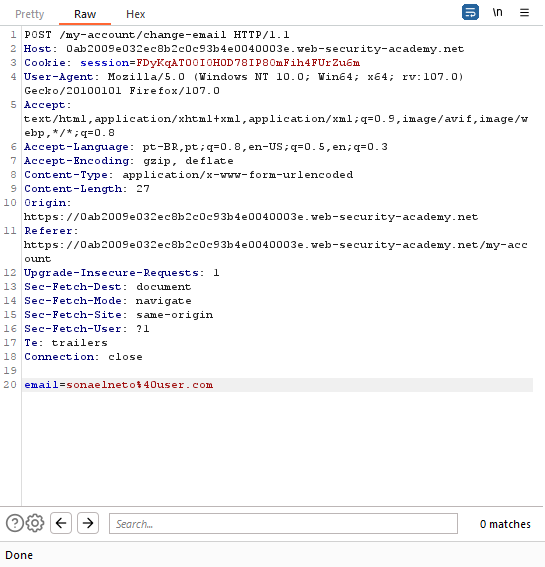 Pretty Raw Hex \n
1 POST /my-account/change-email HTTP/1.1
2 Host: 0ab2009e032ec8b2c0c93b4e0040003e.web-security-academy.net
3 Cookie: session=FDyKqAT00I0H0D78IP80mFih4FUrZu6m
4 User-Agent: Mozilla/5.0 (Windows NT 10.0; Win64; x64; rv:107.0)
Gecko/20100101 Firefox/107.0
5 Accept:
text/html,application/xhtml+xml,application/xml;q=0.9,image/avif,image/w
ebp,*/*;q=0.8
6 Accept-Language: pt-BR,pt;q=0.8,en-US;q=0.5,en;q=0.3
7 Accept-Encoding: gzip, deflate
8 Content-Type: application/x-www-form-urlencoded
9 Content-Length: 27
10 Origin:
https://0ab2009e032ec8b2c0c93b4e0040003e.web-security-academy.net
11 Referer:
https://0ab2009e032ec8b2c0c93b4e0040003e.web-security-academy.net/my-acc
ount
12 Upgrade-Insecure-Requests: 1
13 Sec-Fetch-Dest: document
14 Sec-Fetch-Mode: navigate
15 Sec-Fetch-Site: same-origin
16 Sec-Fetch-User: ?1
17 Te: trailers
18 Connection: close
19
20 email=sonaelneto%40user.com
Search... 0 matches
Done